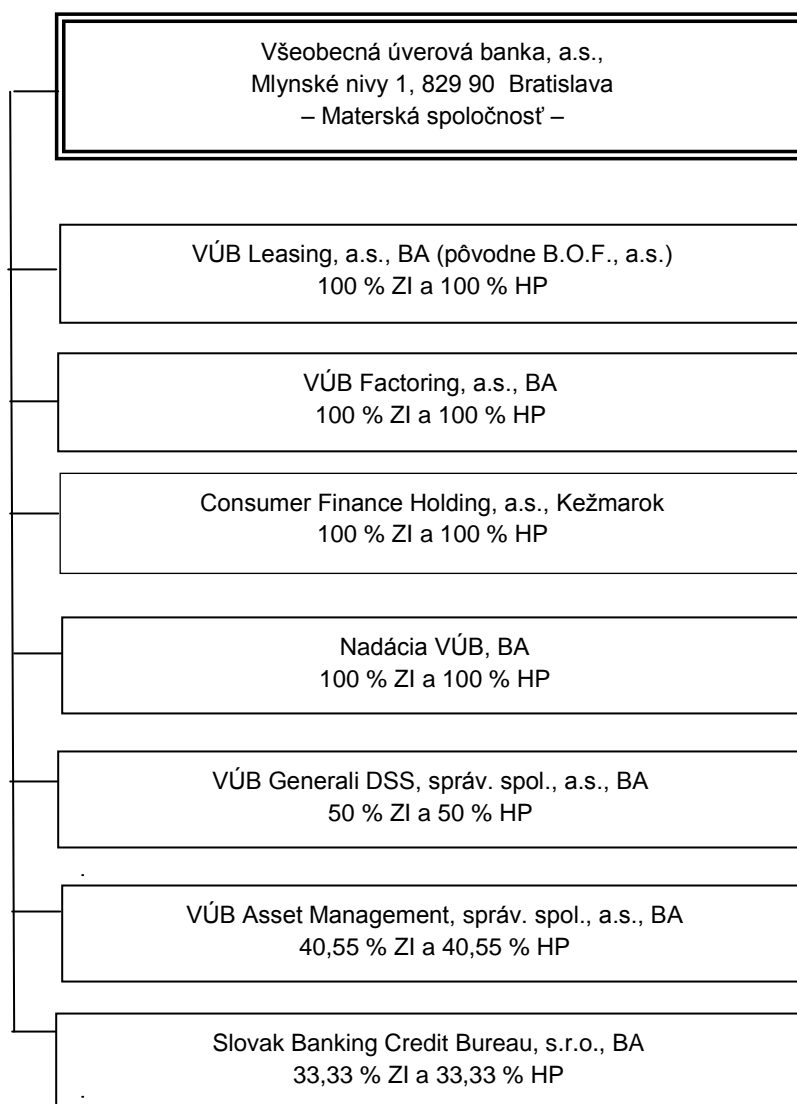 Všeobecná úverová banka, a.s.,
Mlynské nivy 1, 829 90 Bratislava
– Materská spoločnosť –
VÚB Leasing, a.s., BA (pôvodne B.O.F., a.s.)
100 % ZI a 100 % HP
VÚB Factoring, a.s., BA
100 % ZI a 100 % HP
Consumer Finance Holding, a.s., Kežmarok
100 % ZI a 100 % HP
Nadácia VÚB, BA
100 % ZI a 100 % HP
VÚB Generali DSS, správ. spol., a.s., BA
50 % ZI a 50 % HP
.
VÚB Asset Management, správ. spol., a.s., BA
40,55 % ZI a 40,55 % HP
Slovak Banking Credit Bureau, s.r.o., BA
33,33 % ZI a 33,33 % HP
.